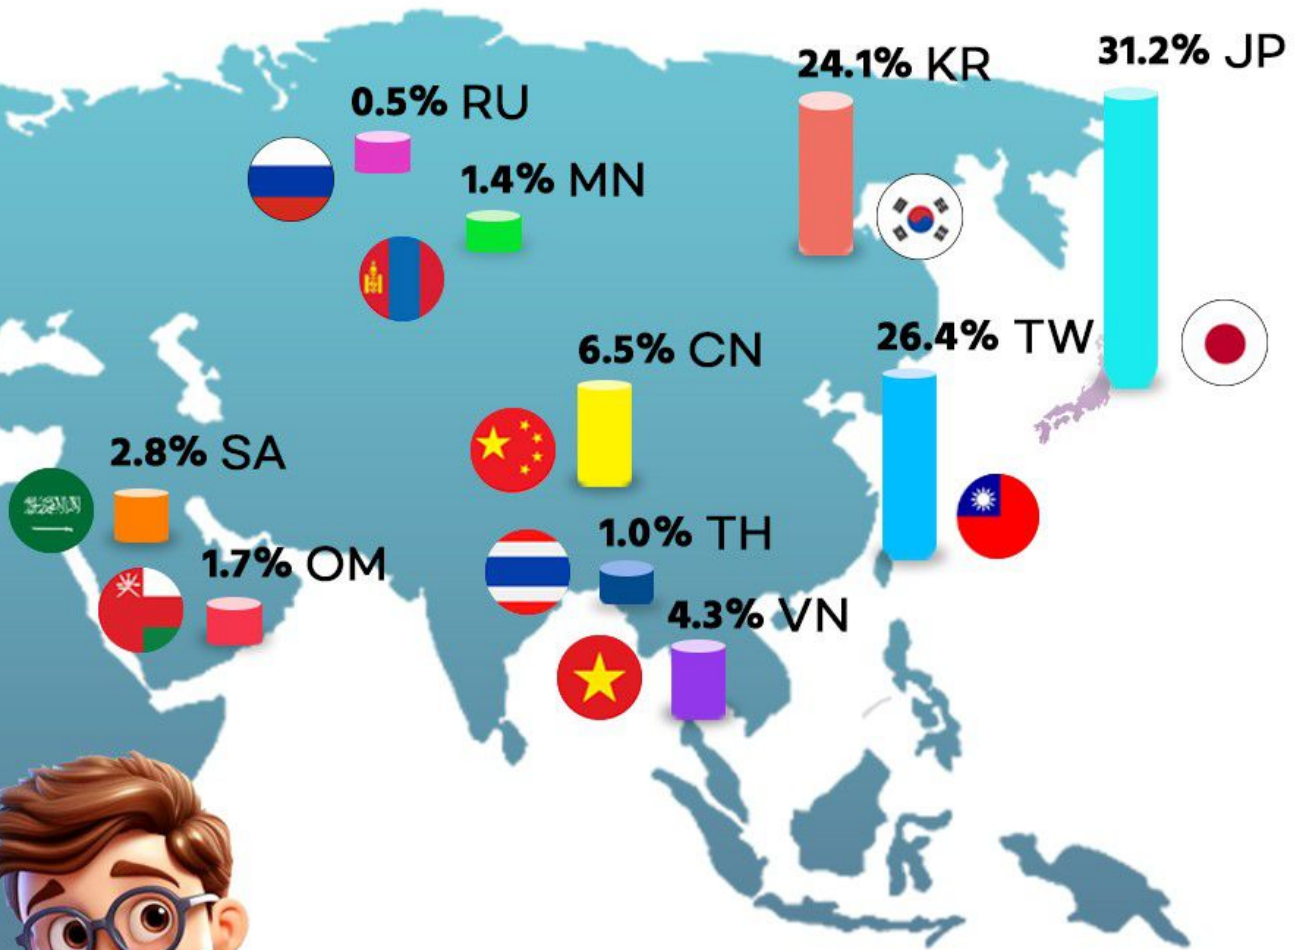 31.2% JP
24.1% KR
0.5% RU
1.4% MN
26.4% TW
6.5% CN
2.8% SA
1.0% TH
1.7% OM
4.3% VN